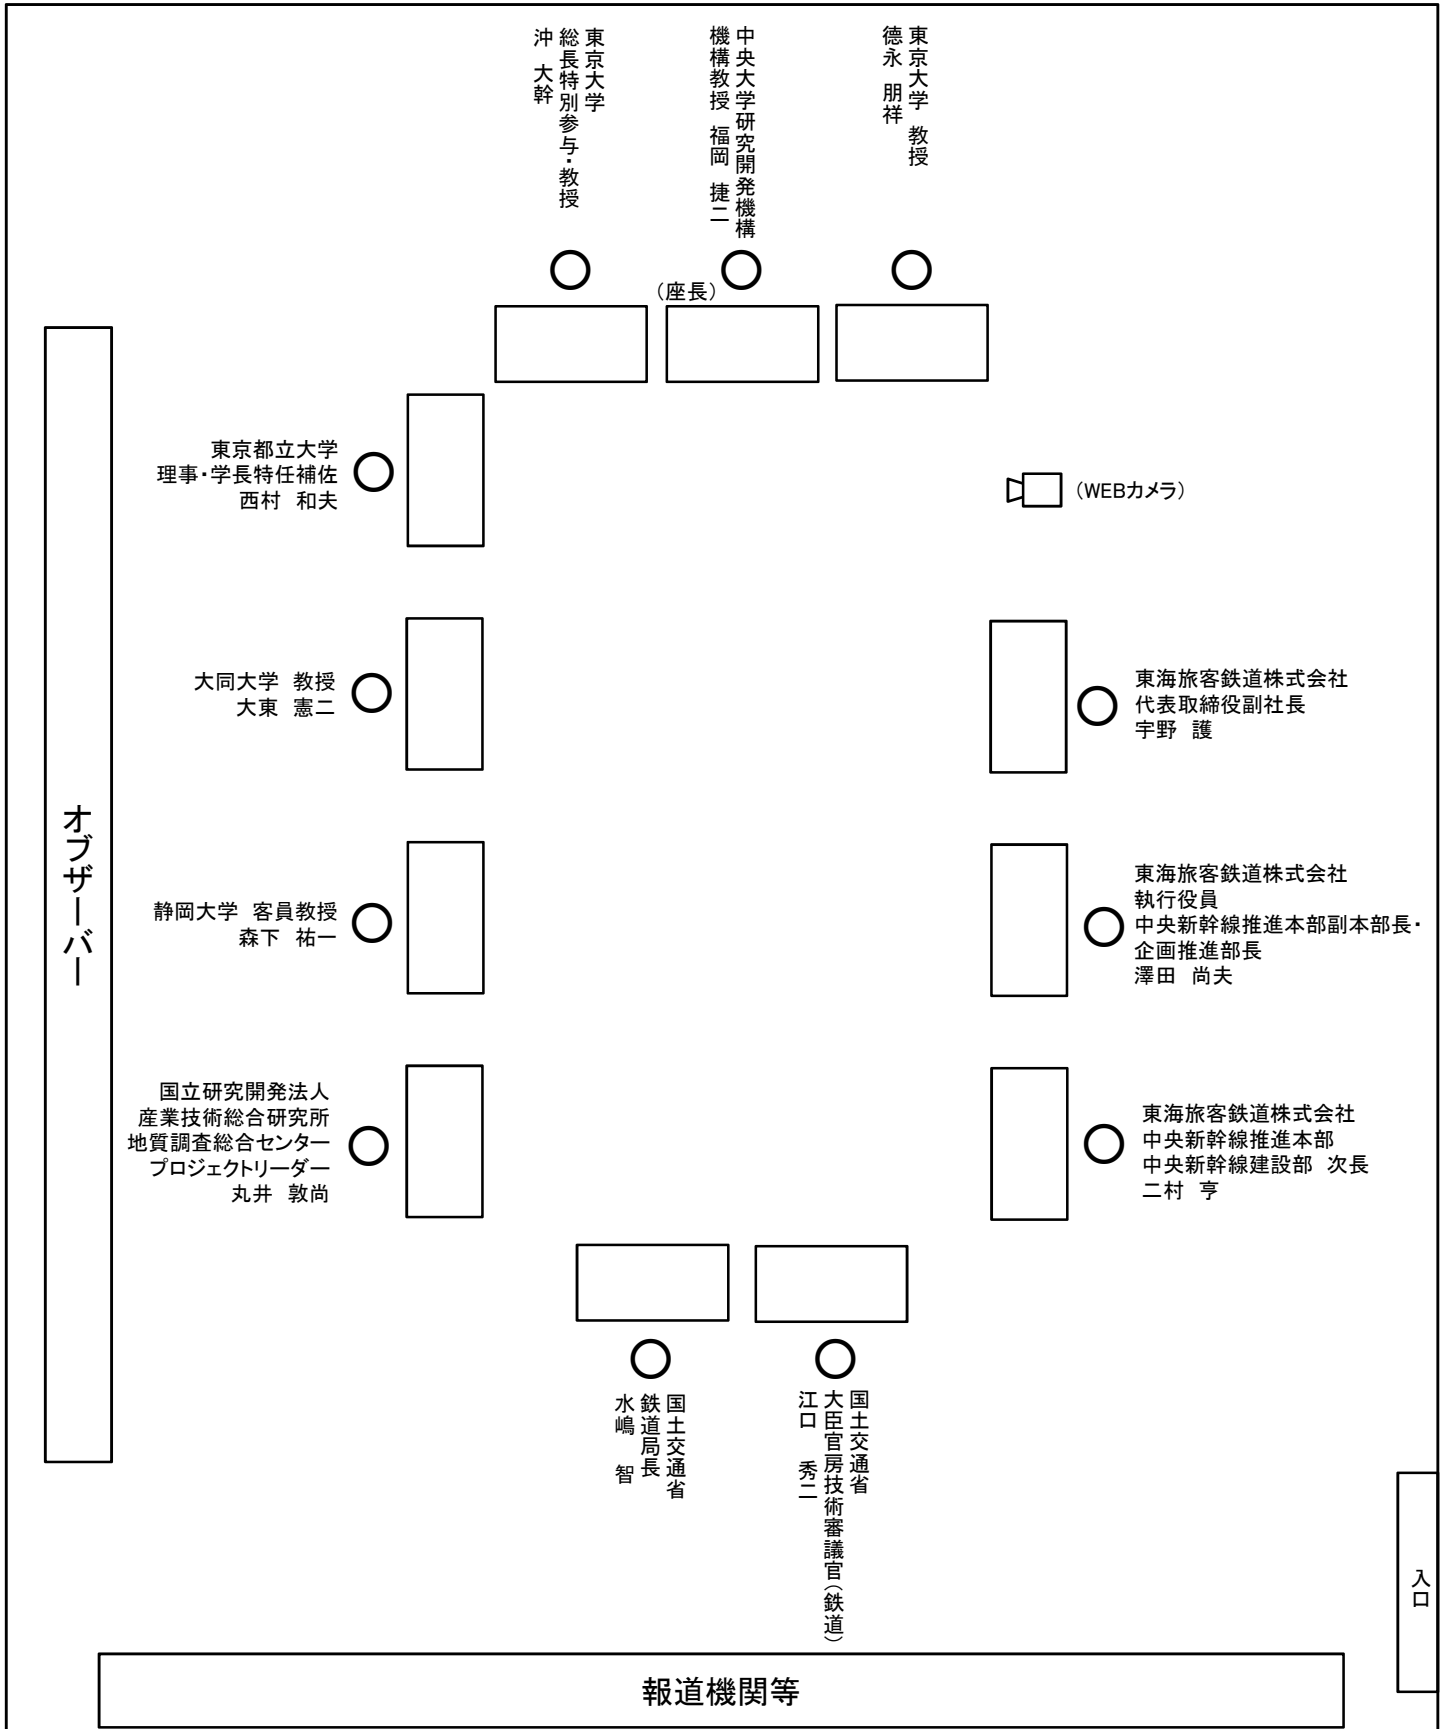 東京大学
総長特別参与・教授
沖　大幹
中央大学研究開発機構
機構教授　福岡　捷二
東京大学　教授
德永　朋祥
（座長）
東京都立大学
理事・学長特任補佐
西村　和夫
（WEBカメラ）
大同大学　教授
大東　憲二
東海旅客鉄道株式会社
代表取締役副社長
宇野　護
オブザーバー
静岡大学　客員教授
森下　祐一
東海旅客鉄道株式会社
執行役員
中央新幹線推進本部副本部長・
企画推進部長
澤田　尚夫
国立研究開発法人
産業技術総合研究所
地質調査総合センター
プロジェクトリーダー
丸井　敦尚
東海旅客鉄道株式会社
中央新幹線推進本部
中央新幹線建設部　次長
二村　亨
国土交通省
鉄道局長
水嶋　智
国土交通省
大臣官房技術審議官（鉄道）
江口　秀二
入口
報道機関等